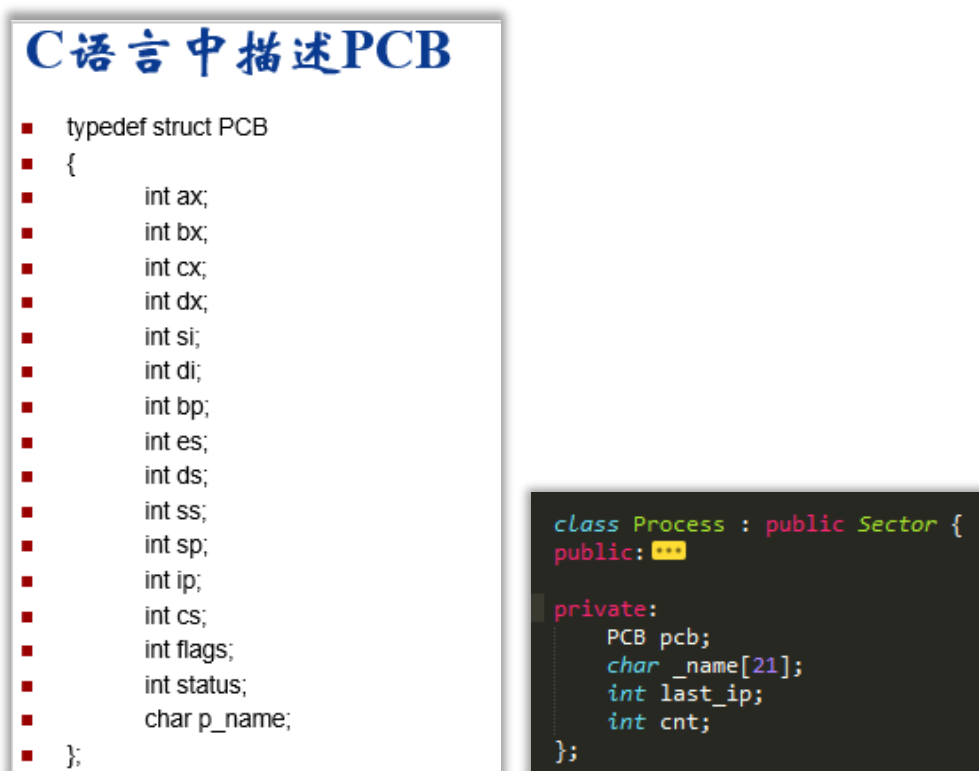 C语言中描述PCB
typedef struct PCB
{
int ax;
int bx;
int cx;
int dx;
int si;
int di;
int bp;
int es;
int ds;
int ss;
int sp;
int ip;
int cs;
int flags;
int status;
char p_name;
};
class Process : public Sector {
public:
private:
PCB pcb;
char _name[21];
int last_ip;
int cnt;
};